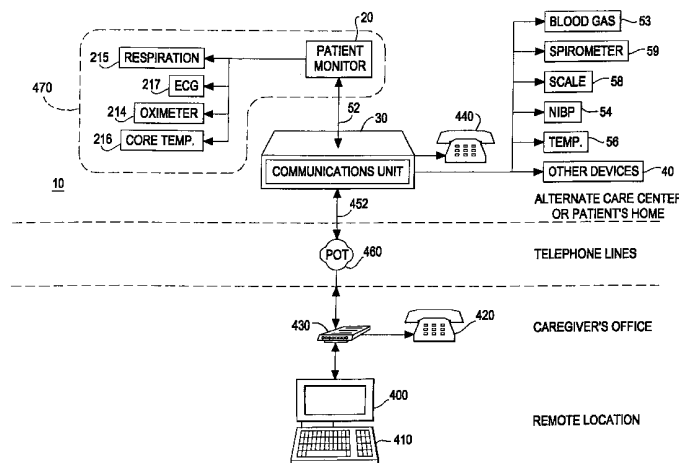 20
PATIENT
MONITOR
215
RESPIRATION
217
ECG
470
214
OXIMETER
216
CORE TEMP.
52
30
440
BLOOD GAS
53
SPIROMETER
59
SCALE
58
NIBP
54
TEMP.
56
OTHER DEVICES
40
10
COMMUNICATIONS UNIT
ALTERNATE CARE CENTER
OR PATIENT'S HOME
452
POT
460
TELEPHONE LINES
430
420
CAREGIVER'S OFFICE
400
410
REMOTE LOCATION